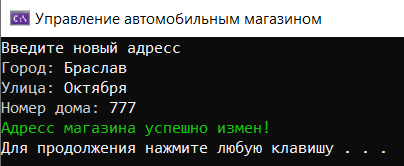 Управление автомобильным магазином
Введите новый адресс
Город: Браслав
Улица: Октября
Номер дома: 777
Адресс магазина успешно измен!
Для продолжения нажмите любую клавишу . . .